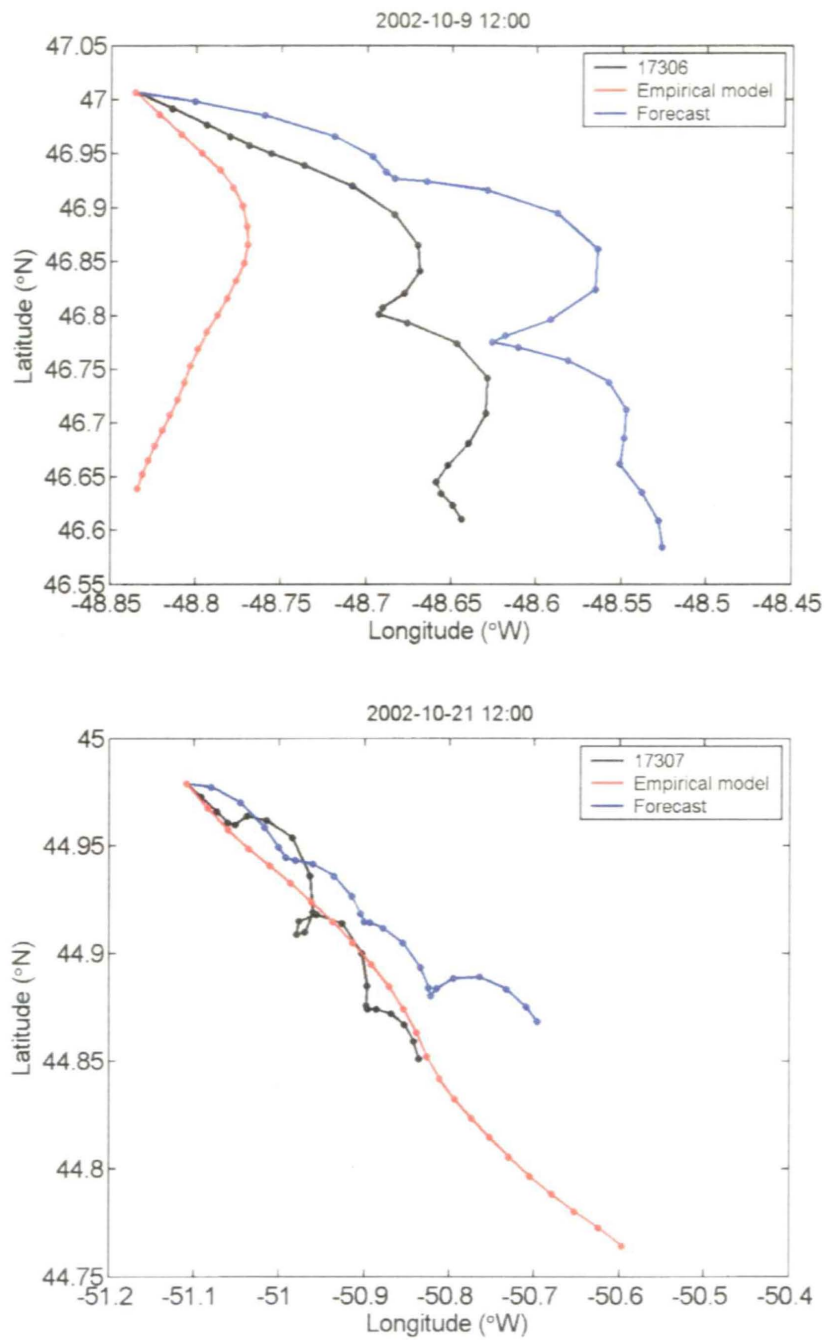 2002-10-9 12:00
47.05
47
46.95
46.9
46.85
46.8
46.75
46.7
46.65
46.6
46.55
Latitude (°N)
17306
Empirical model
Forecast
-48.85 -48.8 -48.75 -48.7 -48.65 -48.6 -48.55 -48.5 -48.45
Longitude (°W)
2002-10-21 12:00
45
44.95
44.9
44.85
44.8
44.75
Latitude (°N)
17307
Empirical model
Forecast
-51.2 -51.1 -51 -50.9 -50.8 -50.7 -50.6 -50.5 -50.4
Longitude (°W)